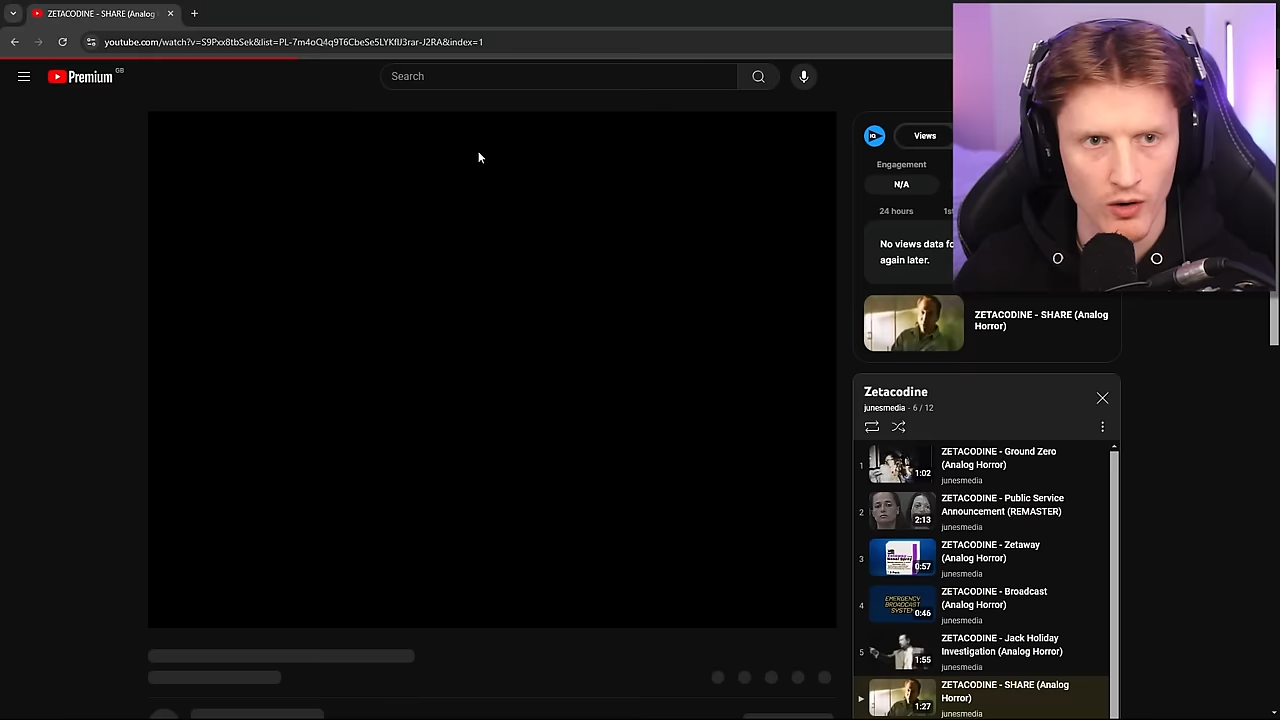 ZETACODINE - SHARE (Analog
youtube.com/watch?v=S9Pxx8tbSek&list=PL-7m4oQ4q9T6CbeSe5LYKflJ3rar-J2RA&index=1
Premium GB
Search
Views
Engagement
N/A
24 hours
No views data fo
again later.
ZETACODINE - SHARE (Analog
Horror)
Zetacodine
junesmedia - 6 / 12
1
1:02
ZETACODINE - Ground Zero
(Analog Horror)
junesmedia
2
2:13
ZETACODINE - Public Service
Announcement (REMASTER)
junesmedia
3
0:57
ZETACODINE - Zetaway
(Analog Horror)
junesmedia
4
EMERGENCY
BROADCAST
SYSTEM
0:46
ZETACODINE - Broadcast
(Analog Horror)
junesmedia
5
1:55
ZETACODINE - Jack Holiday
Investigation (Analog Horror)
junesmedia
1:27
ZETACODINE - SHARE (Analog
Horror)
junesmedia